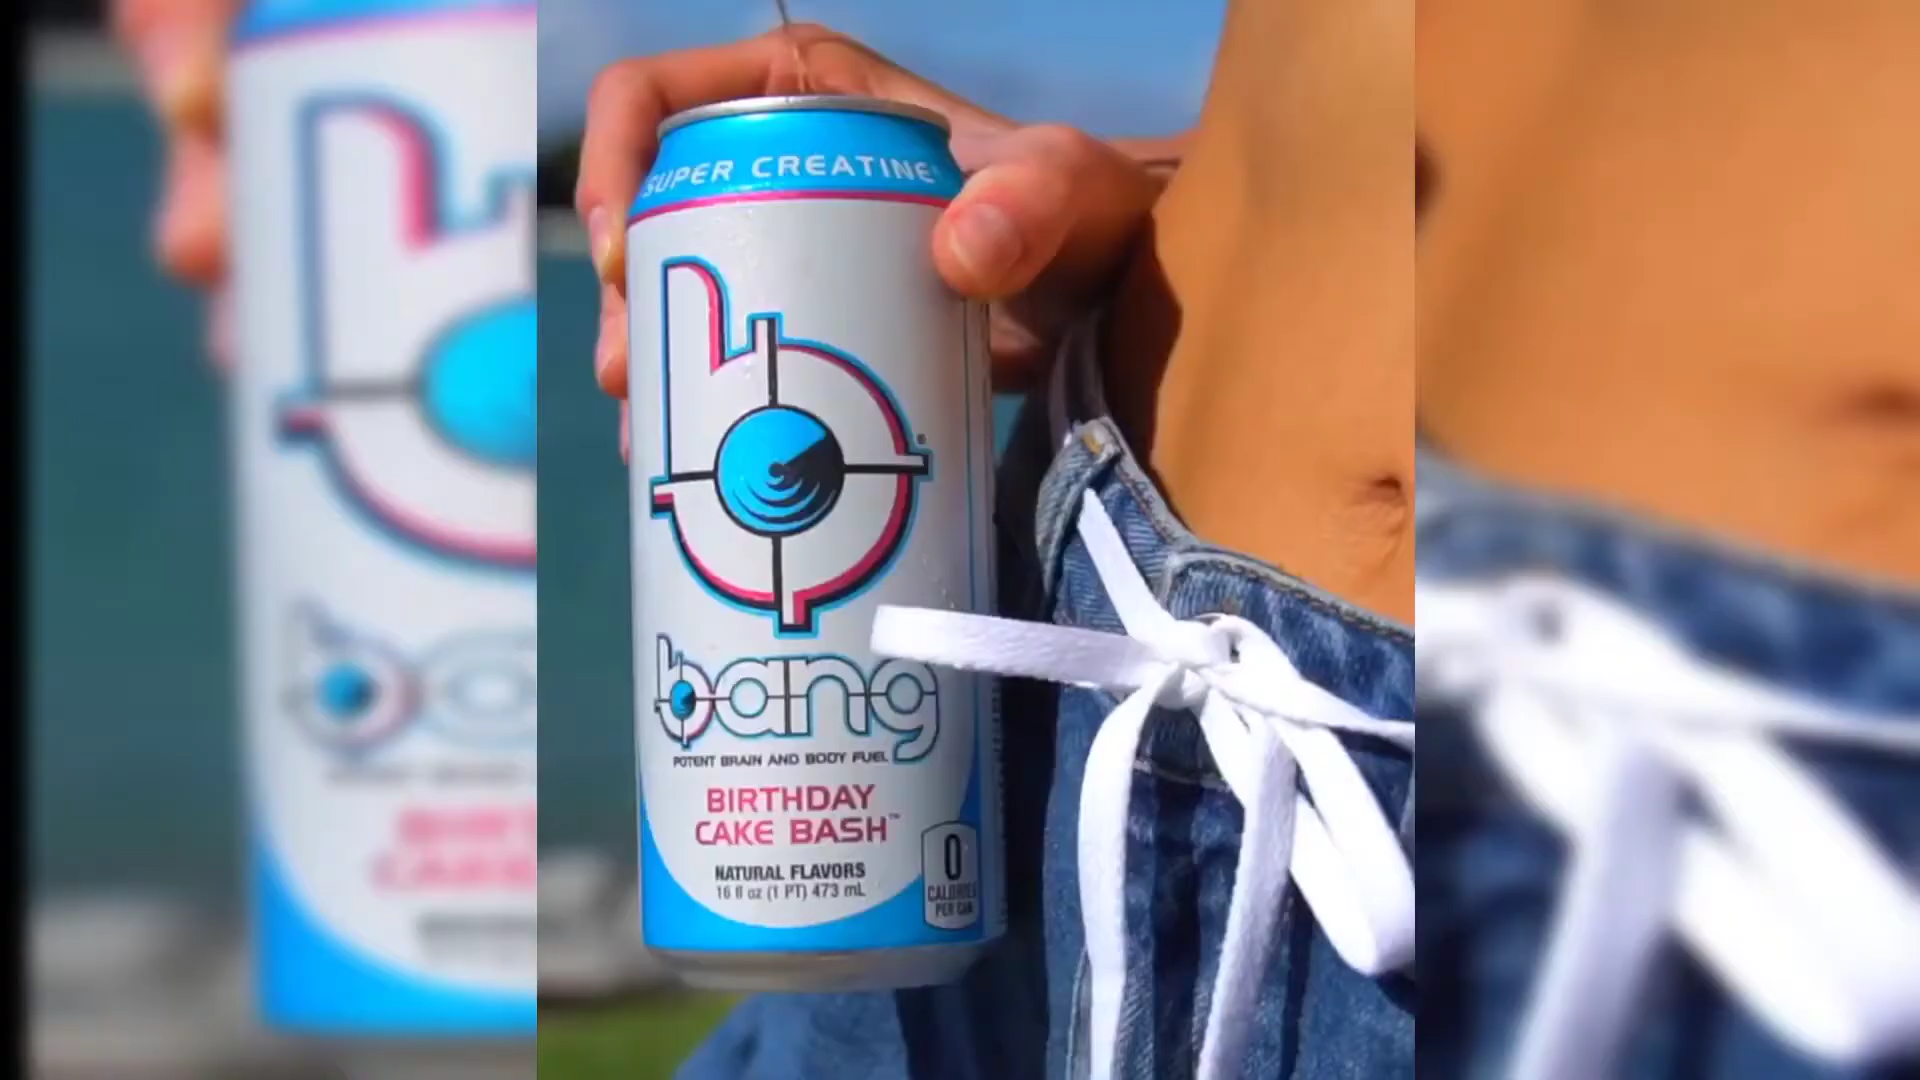 SUPER CREATINE®
b®
bang
POTENT BRAIN AND BODY FUEL
BIRTHDAY
CAKE BASH™
NATURAL FLAVORS
16 fl oz (1 PT) 473 mL
0
CALORIES
PER CAN